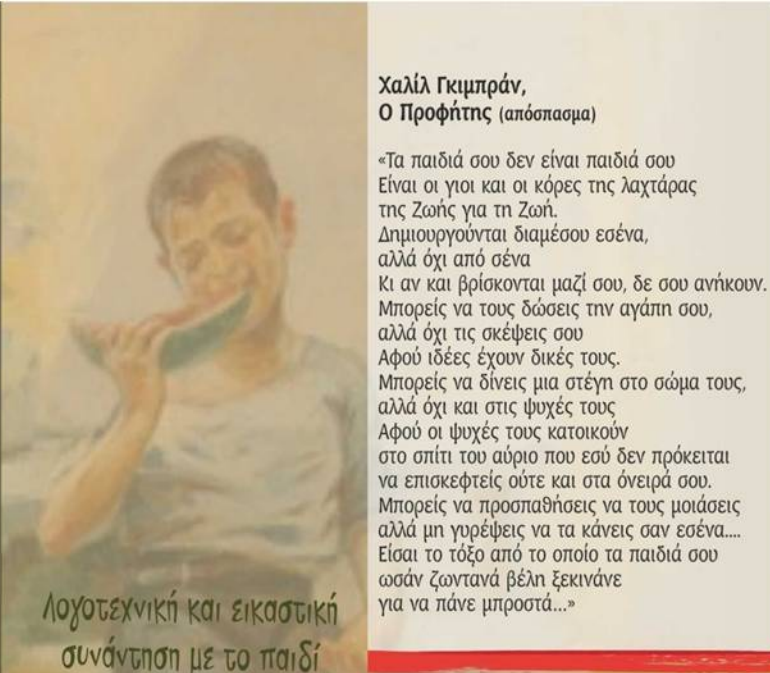 Χαλίλ Γκιμπράν,
Ο Προφήτης (απόσπασμα)
«Τα παιδιά σου δεν είναι παιδιά σου
Είναι οι γιοι και οι κόρες της λαχτάρας
της Ζωής για τη Ζωή.
Δημιουργούνται διαμέσου εσένα,
αλλά όχι από σένα
Κι αν και βρίσκονται μαζί σου, δε σου ανήκουν.
Μπορείς να τους δώσεις την αγάπη σου,
αλλά όχι τις σκέψεις σου
Αφού ιδέες έχουν δικές τους.
Μπορείς να δίνεις μια στέγη στο σώμα τους,
αλλά όχι και στις ψυχές τους
Αφού οι ψυχές τους κατοικούν
στο σπίτι του αύριο που εσύ δεν πρόκειται
να επισκεφτείς ούτε και στα όνειρά σου.
Μπορείς να προσπαθήσεις να τους μοιάσεις
αλλά μη γυρέψεις να τα κάνεις σαν εσένα....
Είσαι το τόξο από το οποίο τα παιδιά σου
ωσάν ζωντανά βέλη ξεκινάνε
για να πάνε μπροστά...»
Λογοτεχνική και εικαστική
συνάντηση με το παιδί